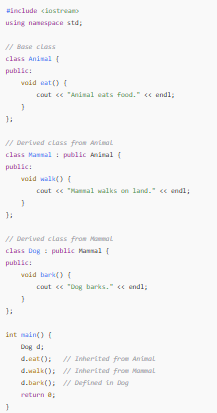 #include <iostream>
using namespace std;
// Base class
class Animal {
public:
    void eat() {
        cout << "Animal eats food." << endl;
    }
};
// Derived class from Animal
class Mammal : public Animal {
public:
    void walk() {
        cout << "Mammal walks on land." << endl;
    }
};
// Derived class from Mammal
class Dog : public Mammal {
public:
    void bark() {
        cout << "Dog barks." << endl;
    }
};
int main() {
    Dog d;
    d.eat();   // Inherited from Animal
    d.walk();  // Inherited from Mammal
    d.bark();  // Defined in Dog
    return 0;
}